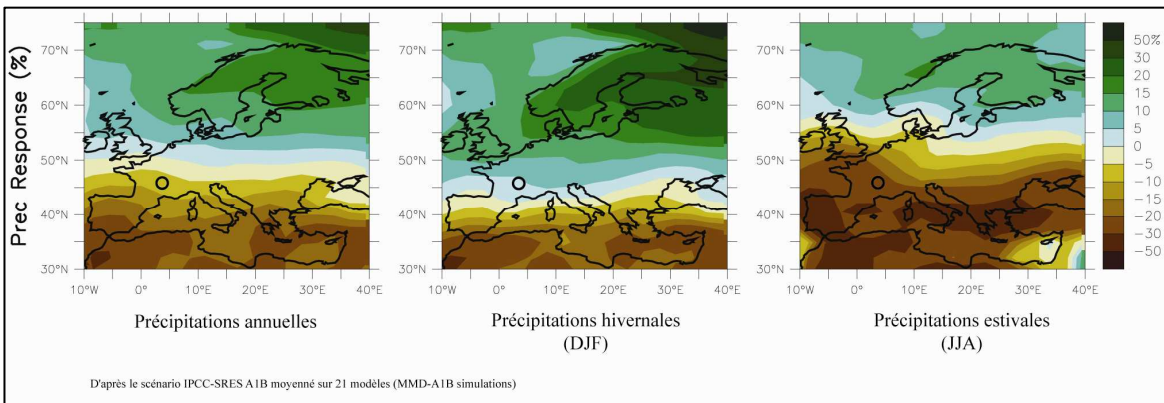 Prec Response (%)
70°N
60°N
50°N
40°N
30°N
10°W 0° 10°E 20°E 30°E 40°E
Précipitations annuelles
70°N
60°N
50°N
40°N
30°N
10°W 0° 10°E 20°E 30°E 40°E
Précipitations hivernales
(DJF)
70°N
60°N
50°N
40°N
30°N
10°W 0° 10°E 20°E 30°E 40°E
Précipitations estivales
(JJA)
50%
30
20
15
10
5
0
-5
-10
-15
-20
-30
-50
D'après le scénario IPCC-SRES A1B moyenné sur 21 modèles (MMD-A1B simulations)